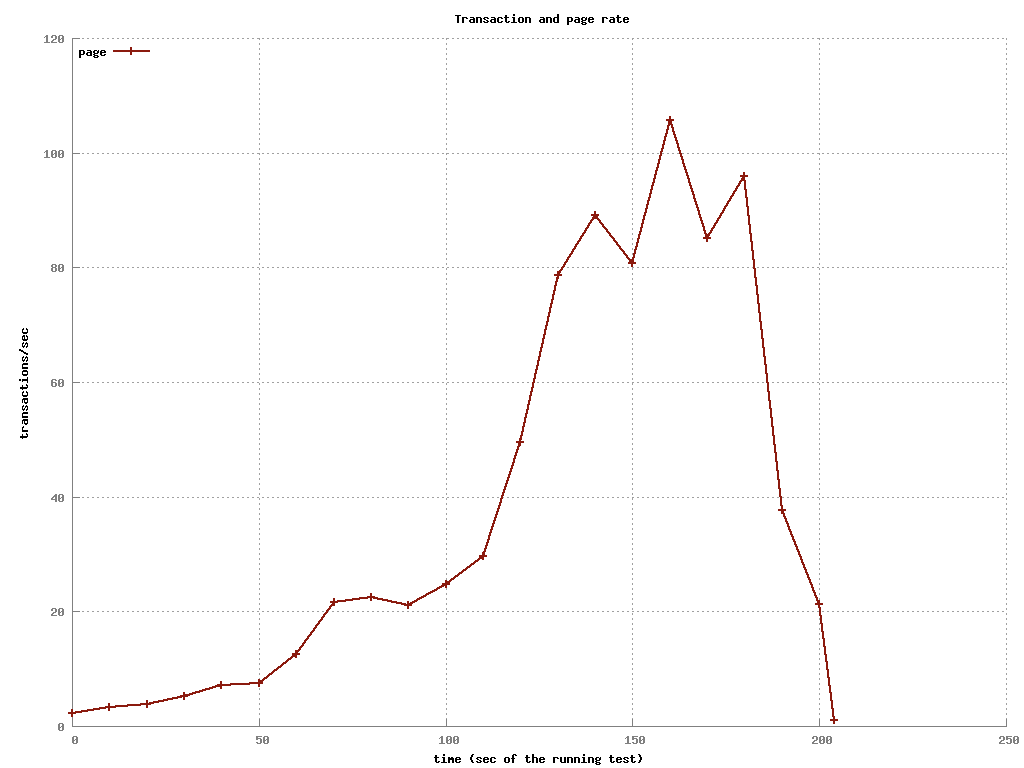 Transaction and page rate
120
page
100
80
60
transactions/sec
40
20
0
0 50 100 150 200 250
time (sec of the running test)